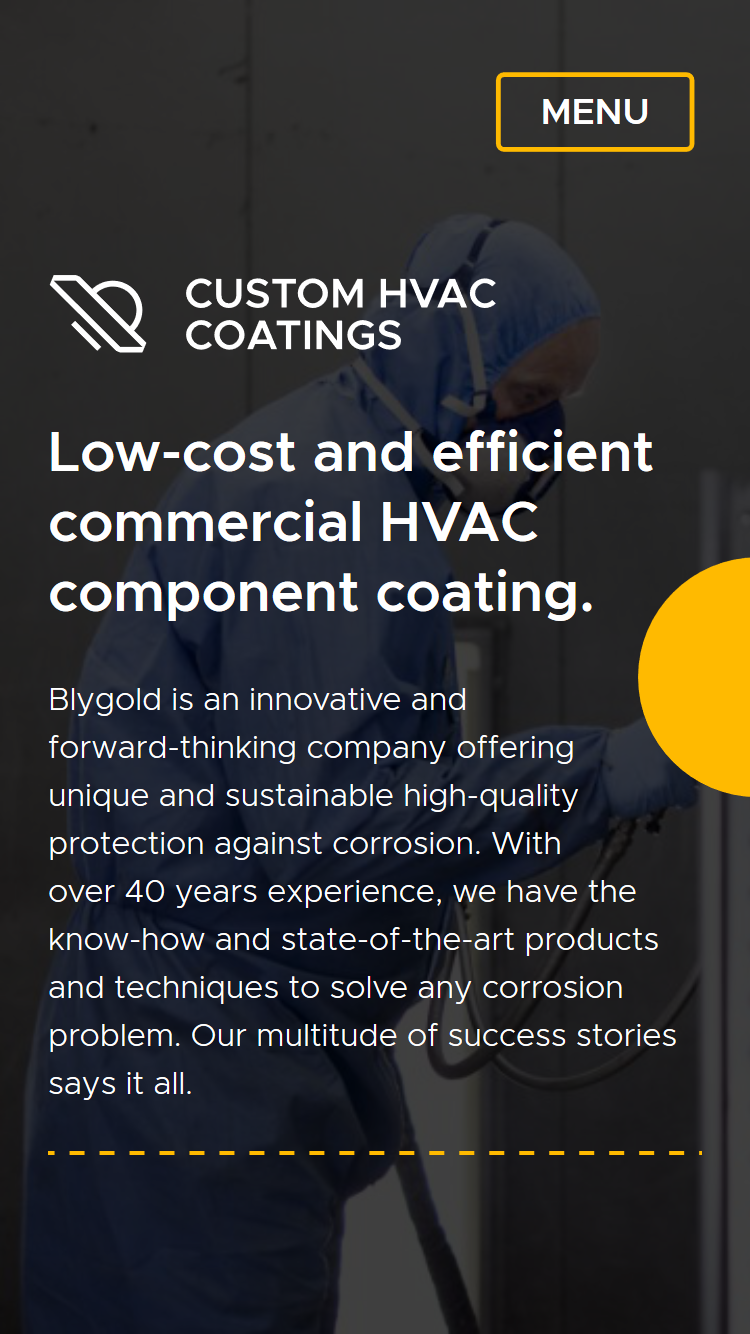 MENU
CUSTOM HVAC
COATINGS
Low-cost and efficient
commercial HVAC
component coating.
Blygold is an innovative and
forward-thinking company offering
unique and sustainable high-quality
protection against corrosion. With
over 40 years experience, we have the
know-how and state-of-the-art products
and techniques to solve any corrosion
problem. Our multitude of success stories
says it all.